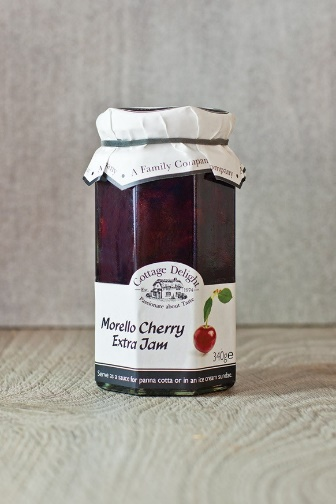 A Family Company
Cottage Delight
Est. 1974
Passionate about Taste
Morello Cherry
Extra Jam
340g℮
Serve as a sauce for panna cotta or in an ice cream sundae.